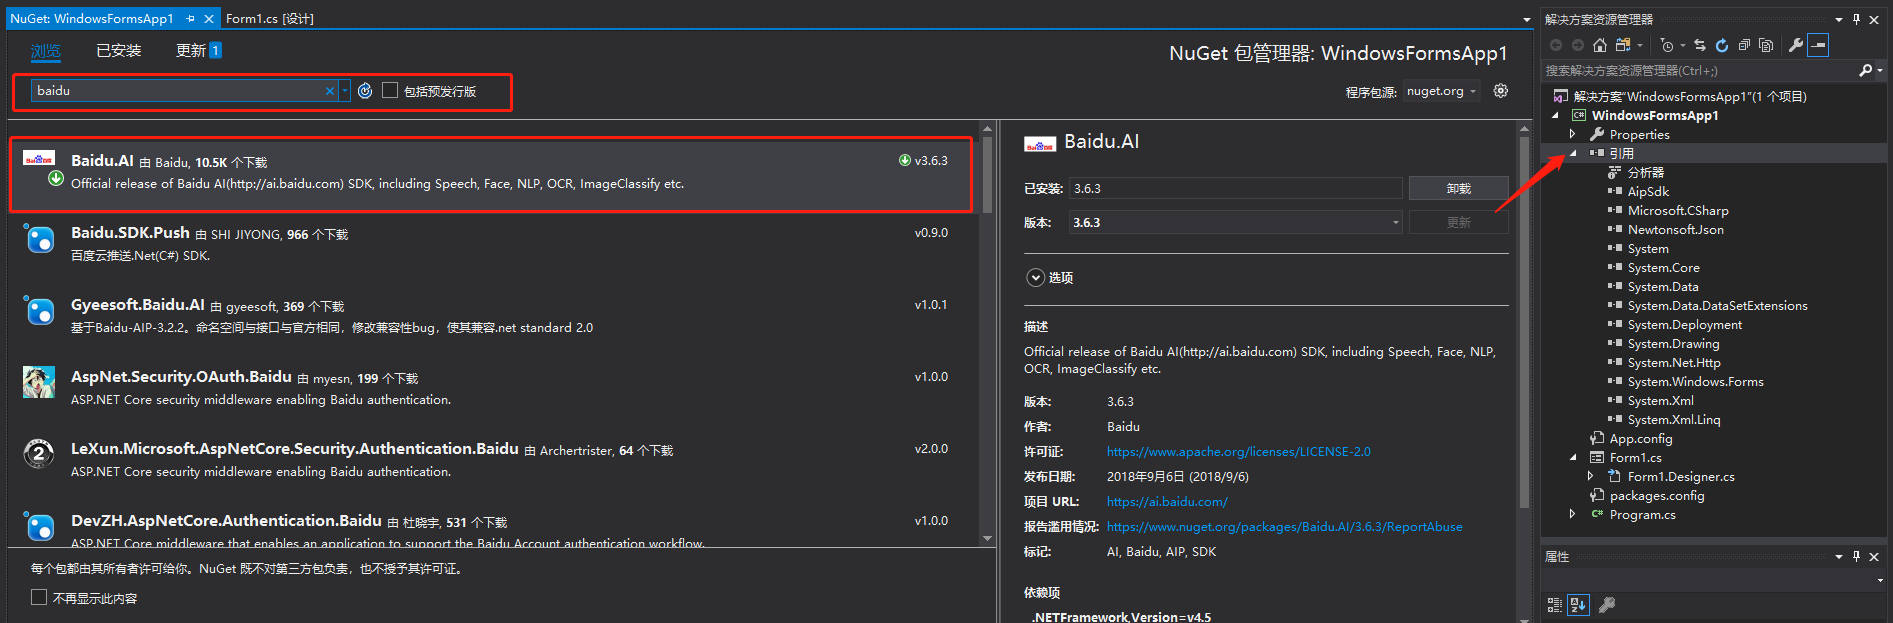 NuGet: WindowsFormsApp1
Form1.cs [设计]
浏览
已安装
更新 1
NuGet 包管理器: WindowsFormsApp1
baidu
包括预发行版
程序包源: nuget.org
Baidu.AI 由 Baidu, 10.5K 个下载
v3.6.3
Official release of Baidu AI(http://ai.baidu.com) SDK, including Speech, Face, NLP, OCR, ImageClassify etc.
Baidu.SDK.Push 由 SHI JIYONG, 966 个下载
v0.9.0
百度云推送.Net(C#) SDK.
Gyeesoft.Baidu.AI 由 gyeesoft, 369 个下载
v1.0.1
基于Baidu-AIP-3.2.2。命名空间与接口与官方相同，修改兼容性bug，使其兼容.net standard 2.0
AspNet.Security.OAuth.Baidu 由 myesn, 199 个下载
v1.0.0
ASP.NET Core security middleware enabling Baidu authentication.
LeXun.Microsoft.AspNetCore.Security.Authentication.Baidu 由 Archertrister, 64 个下载
v2.0.0
ASP.NET Core security middleware enabling Baidu authentication.
DevZH.AspNetCore.Authentication.Baidu 由 杜晓宇, 531 个下载
v1.0.0
ASP.NET Core middleware that enables an application to support the Baidu Account authentication workflow.
每个包都由其所有者许可给你。NuGet 既不对第三方包负责，也不授予其许可证。
不再显示此内容
Baidu.AI
已安装: 3.6.3
卸载
版本: 3.6.3
更新
选项
描述
Official release of Baidu AI(http://ai.baidu.com) SDK, including Speech, Face, NLP,
OCR, ImageClassify etc.
版本: 3.6.3
作者: Baidu
许可证: https://www.apache.org/licenses/LICENSE-2.0
发布日期: 2018年9月6日 (2018/9/6)
项目 URL: https://ai.baidu.com/
报告滥用情况: https://www.nuget.org/packages/Baidu.AI/3.6.3/ReportAbuse
标记: AI, Baidu, AIP, SDK
依赖项
.NETFramework,Version=v4.5
解决方案资源管理器
搜索解决方案资源管理器(Ctrl+;)
解决方案"WindowsFormsApp1"(1 个项目)
C# WindowsFormsApp1
Properties
引用
分析器
AipSdk
Microsoft.CSharp
Newtonsoft.Json
System
System.Core
System.Data
System.Data.DataSetExtensions
System.Deployment
System.Drawing
System.Net.Http
System.Windows.Forms
System.Xml
System.Xml.Linq
App.config
Form1.cs
Form1.Designer.cs
packages.config
C# Program.cs
属性